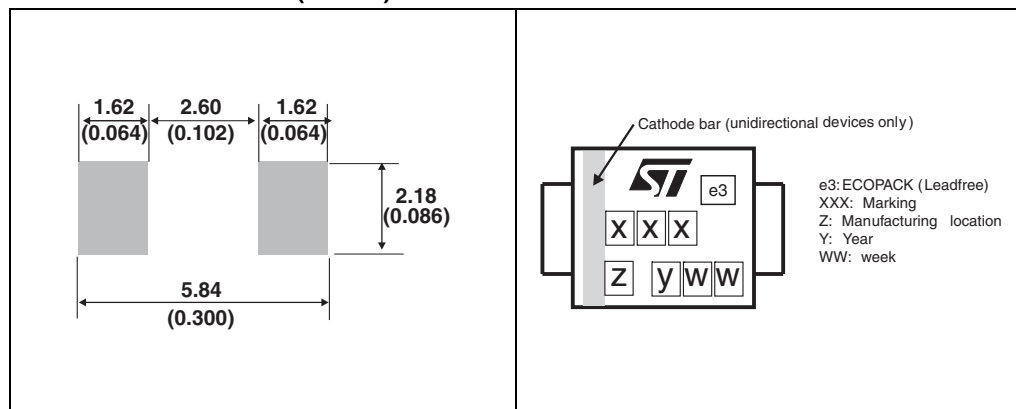 1.62 2.60 1.62
(0.064) (0.102) (0.064)
2.18
(0.086)
5.84
(0.300)
Cathode bar (unidirectional devices only)
ST
e3
x x x
z y w w
e3: ECOPACK (Leadfree)
XXX: Marking
Z: Manufacturing location
Y: Year
WW: week